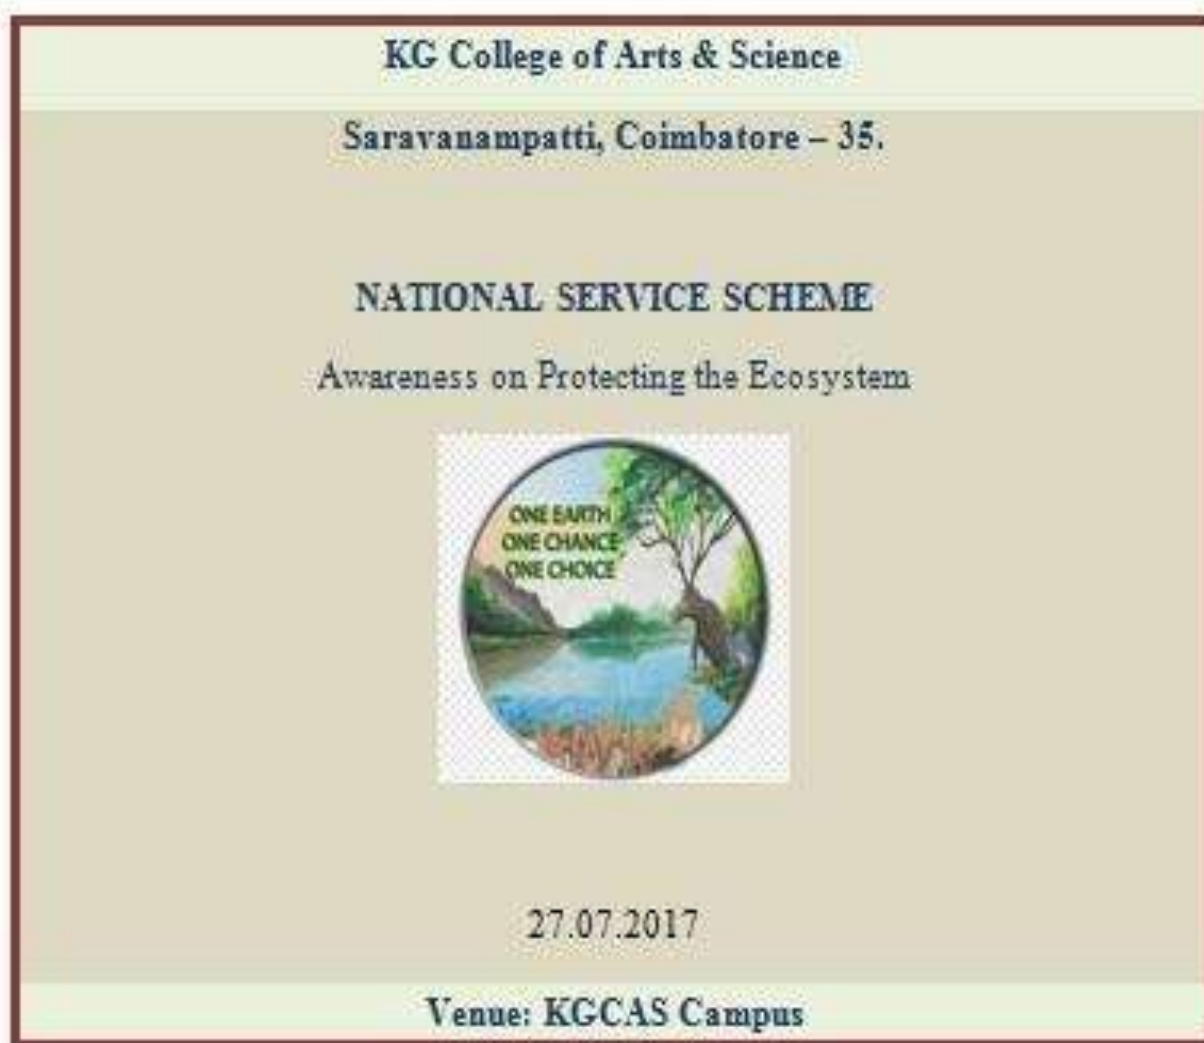 KG College of Arts & Science
Saravanampatti, Coimbatore – 35.
NATIONAL SERVICE SCHEME
Awareness on Protecting the Ecosystem
ONE EARTH
ONE CHANCE
ONE CHOICE
27.07.2017
Venue: KGCAS Campus